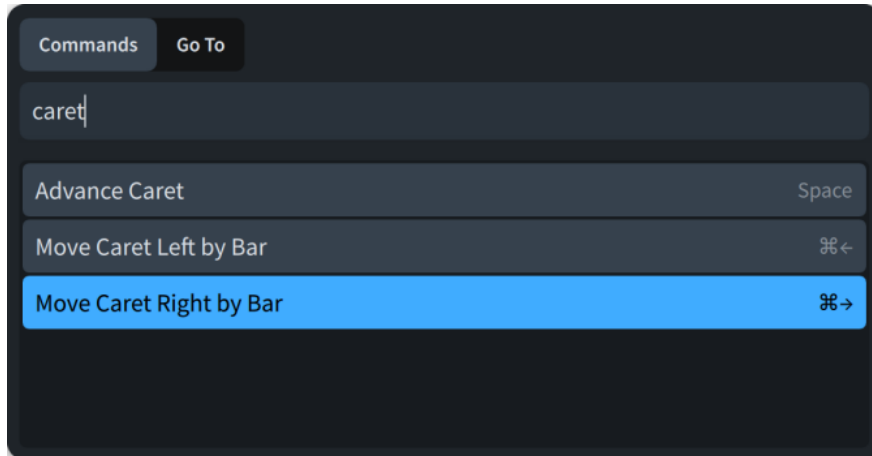 Commands Go To
caret
Advance Caret Space
Move Caret Left by Bar ⌘←
Move Caret Right by Bar ⌘→